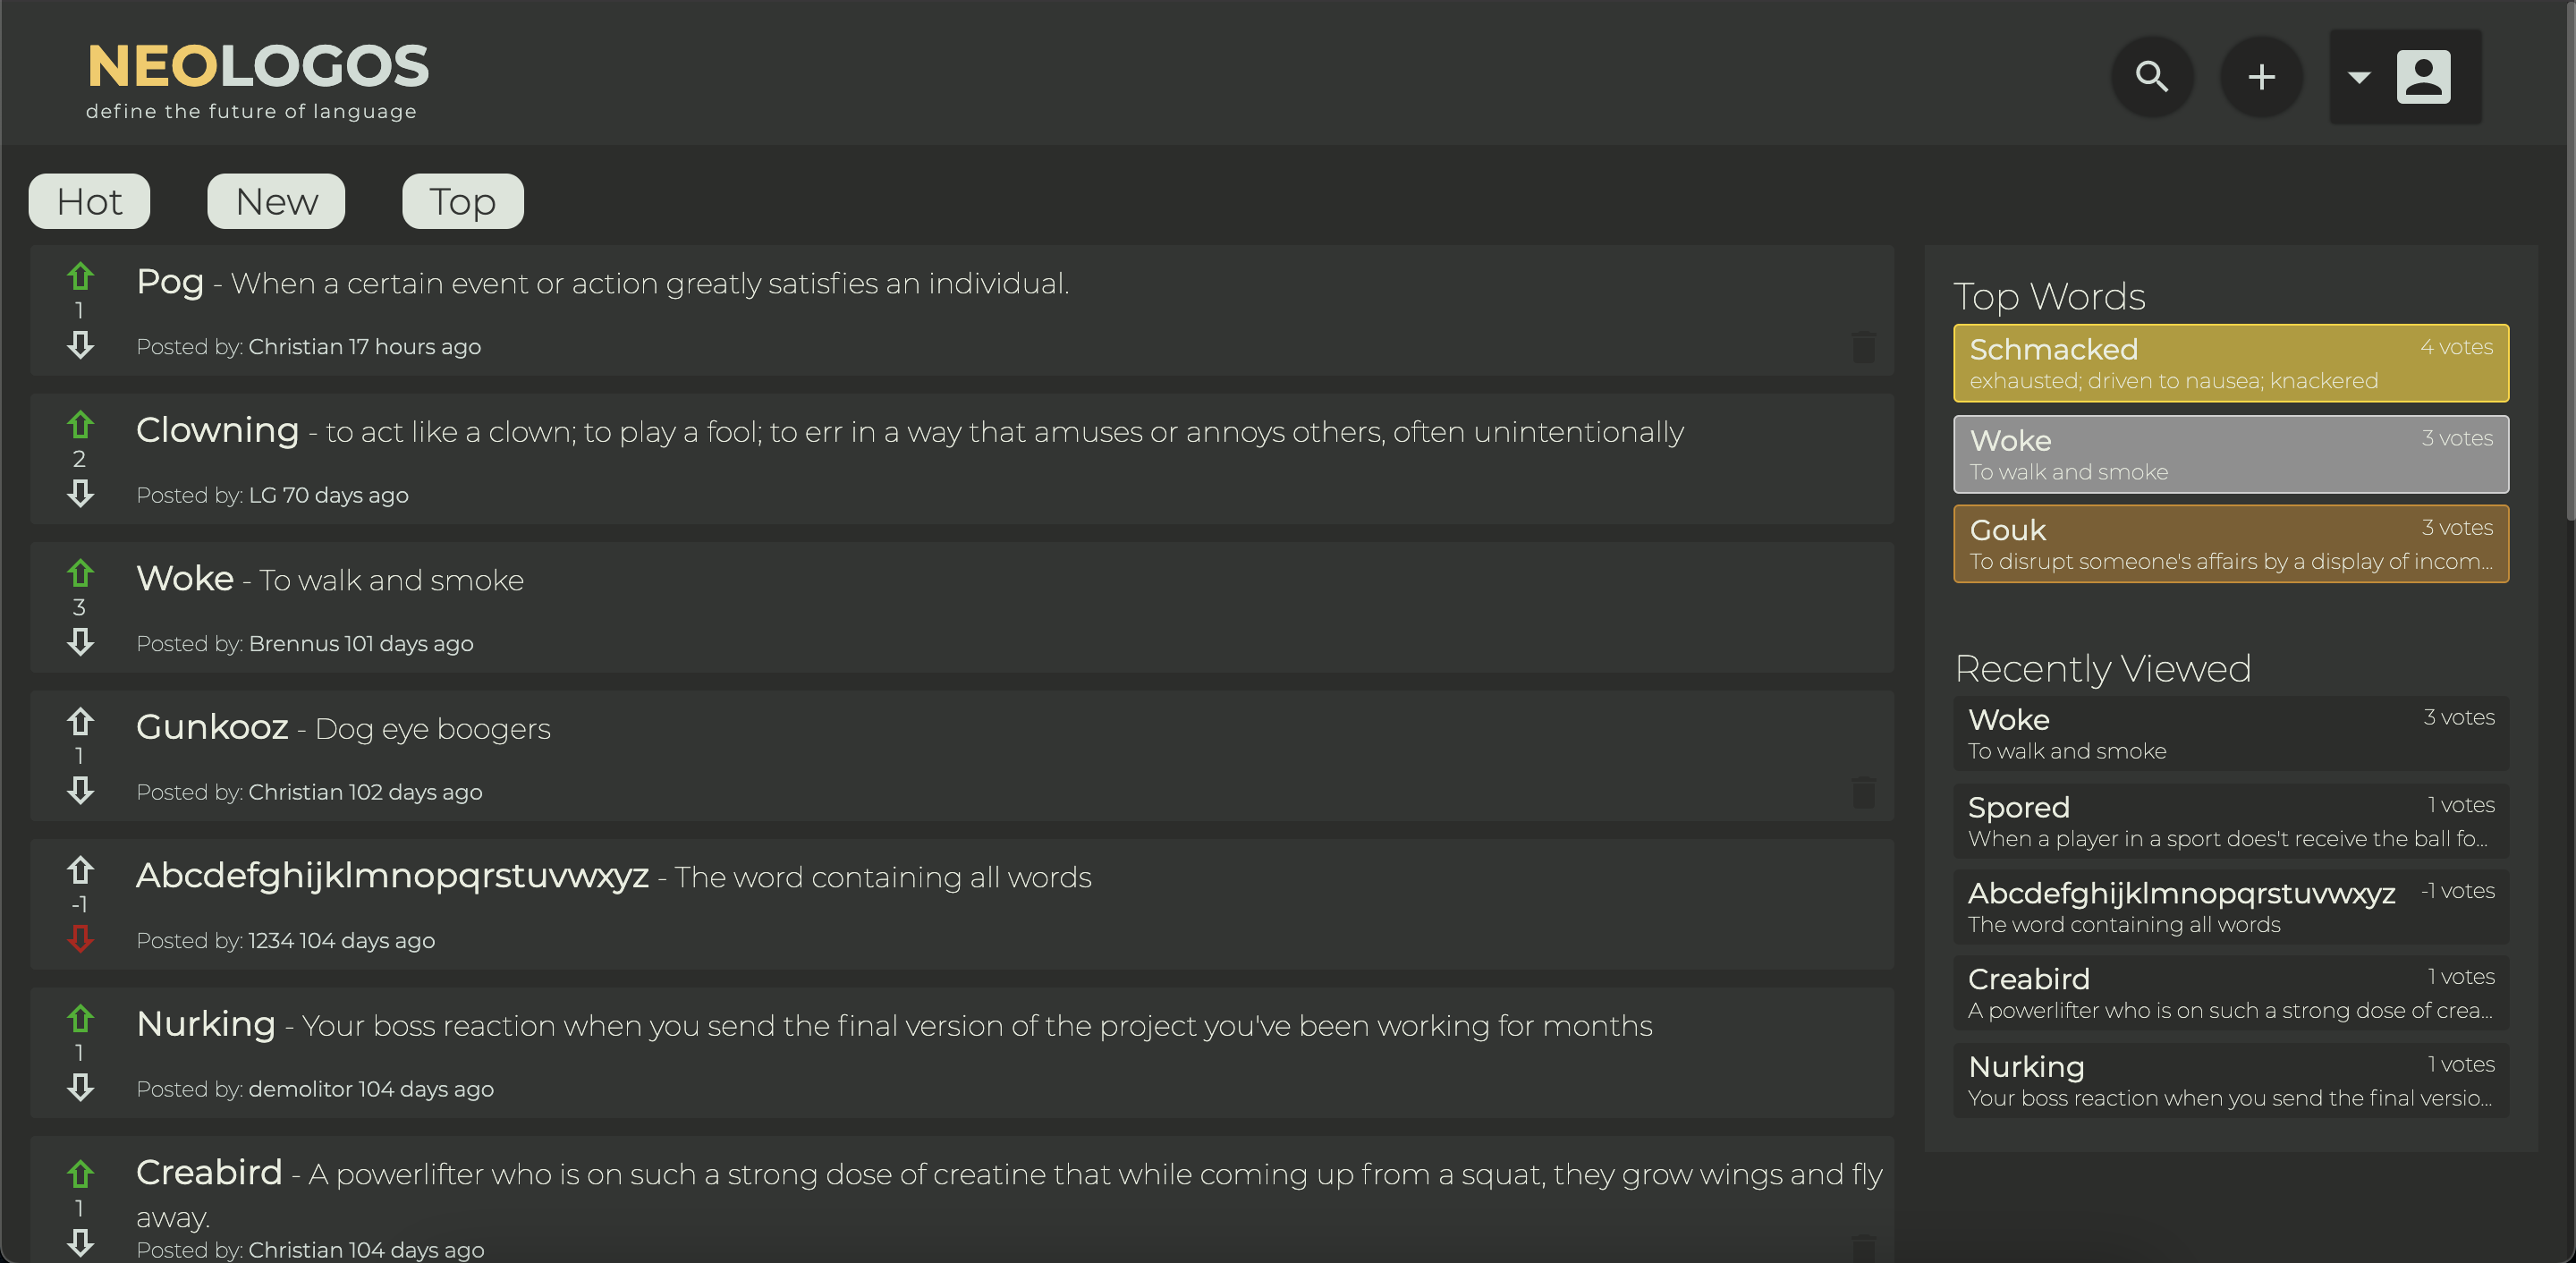 NEOLOGOS
define the future of language
Hot
New
Top
Pog - When a certain event or action greatly satisfies an individual.
1
Posted by: Christian 17 hours ago
Clowning - to act like a clown; to play a fool; to err in a way that amuses or annoys others, often unintentionally
2
Posted by: LG 70 days ago
Woke - To walk and smoke
3
Posted by: Brennus 101 days ago
Gunkooz - Dog eye boogers
1
Posted by: Christian 102 days ago
Abcdefghijklmnopqrstuvwxyz - The word containing all words
-1
Posted by: 1234 104 days ago
Nurking - Your boss reaction when you send the final version of the project you've been working for months
1
Posted by: demolitor 104 days ago
Creabird - A powerlifter who is on such a strong dose of creatine that while coming up from a squat, they grow wings and fly
away.
1
Posted by: Christian 104 days ago
Top Words
Schmacked 4 votes
exhausted; driven to nausea; knackered
Woke 3 votes
To walk and smoke
Gouk 3 votes
To disrupt someone's affairs by a display of incom...
Recently Viewed
Woke 3 votes
To walk and smoke
Spored 1 votes
When a player in a sport does't receive the ball fo...
Abcdefghijklmnopqrstuvwxyz -1 votes
The word containing all words
Creabird 1 votes
A powerlifter who is on such a strong dose of crea...
Nurking 1 votes
Your boss reaction when you send the final versio...